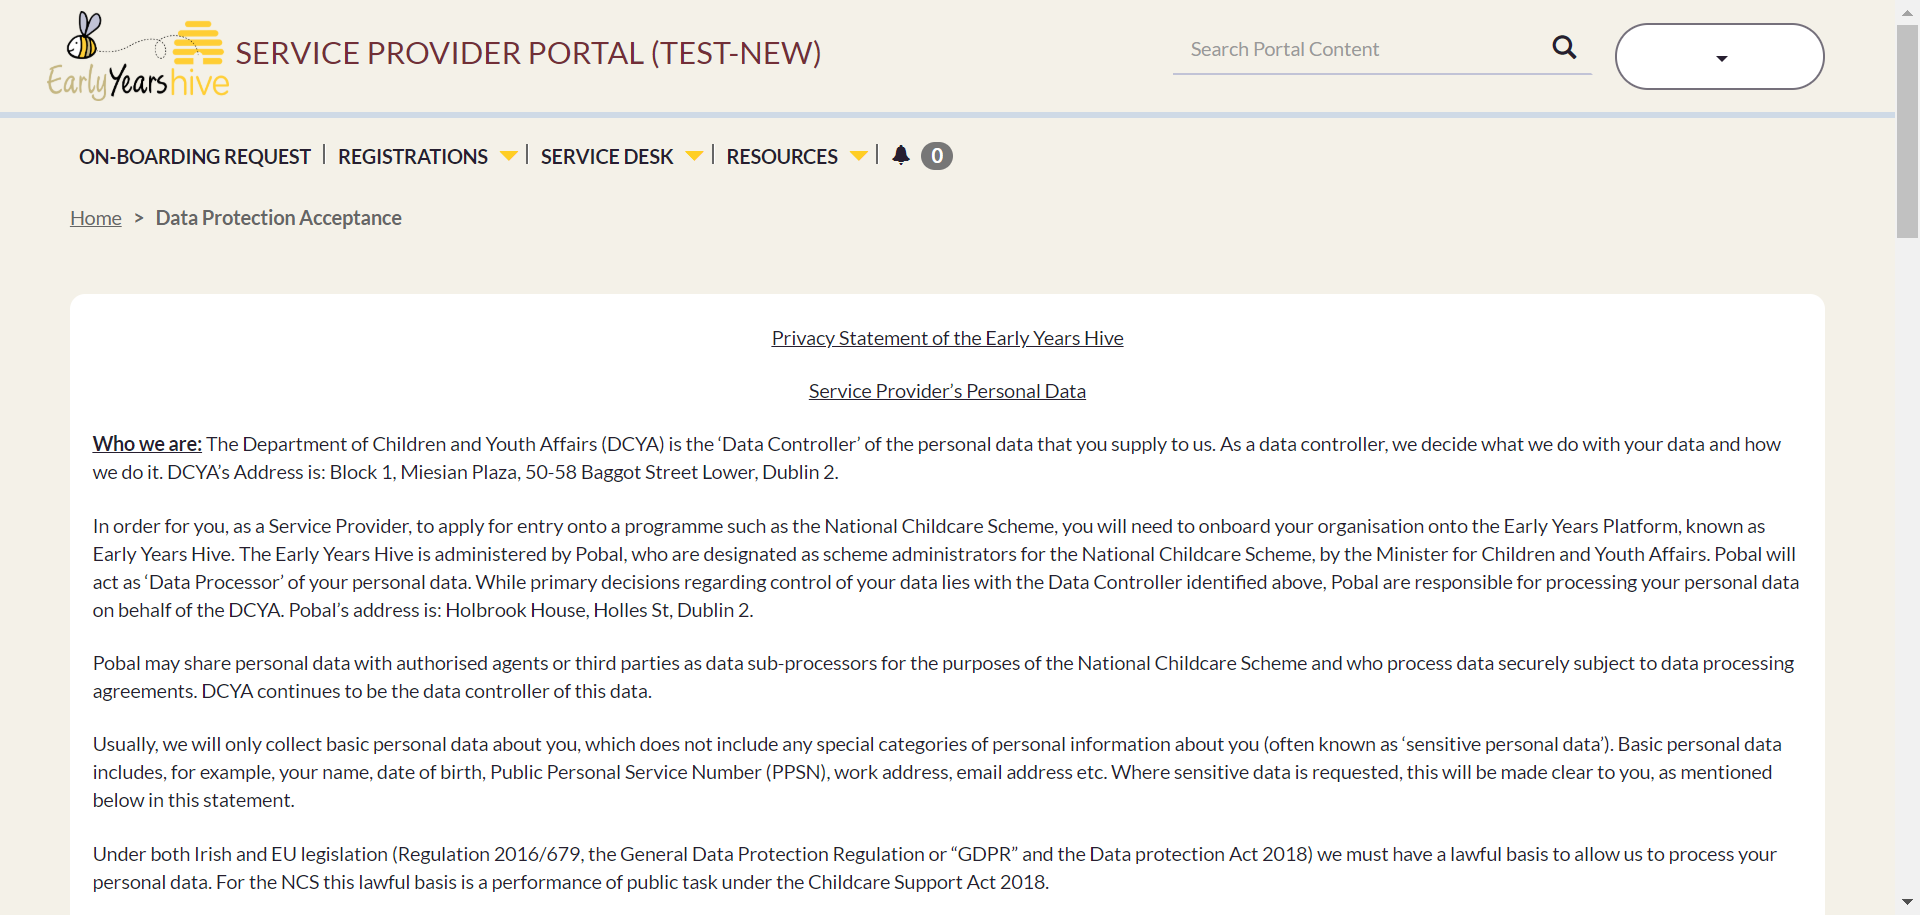 EarlyYearshive
SERVICE PROVIDER PORTAL (TEST-NEW)
Search Portal Content
ON-BOARDING REQUEST
REGISTRATIONS
SERVICE DESK
RESOURCES
0
Home > Data Protection Acceptance
Privacy Statement of the Early Years Hive
Service Provider’s Personal Data
Who we are: The Department of Children and Youth Affairs (DCYA) is the ‘Data Controller’ of the personal data that you supply to us. As a data controller, we decide what we do with your data and how
we do it. DCYA’s Address is: Block 1, Miesian Plaza, 50-58 Baggot Street Lower, Dublin 2.
In order for you, as a Service Provider, to apply for entry onto a programme such as the National Childcare Scheme, you will need to onboard your organisation onto the Early Years Platform, known as
Early Years Hive. The Early Years Hive is administered by Pobal, who are designated as scheme administrators for the National Childcare Scheme, by the Minister for Children and Youth Affairs. Pobal will
act as ‘Data Processor’ of your personal data. While primary decisions regarding control of your data lies with the Data Controller identified above, Pobal are responsible for processing your personal data
on behalf of the DCYA. Pobal’s address is: Holbrook House, Holles St, Dublin 2.
Pobal may share personal data with authorised agents or third parties as data sub-processors for the purposes of the National Childcare Scheme and who process data securely subject to data processing
agreements. DCYA continues to be the data controller of this data.
Usually, we will only collect basic personal data about you, which does not include any special categories of personal information about you (often known as ‘sensitive personal data’). Basic personal data
includes, for example, your name, date of birth, Public Personal Service Number (PPSN), work address, email address etc. Where sensitive data is requested, this will be made clear to you, as mentioned
below in this statement.
Under both Irish and EU legislation (Regulation 2016/679, the General Data Protection Regulation or “GDPR” and the Data protection Act 2018) we must have a lawful basis to allow us to process your
personal data. For the NCS this lawful basis is a performance of public task under the Childcare Support Act 2018.